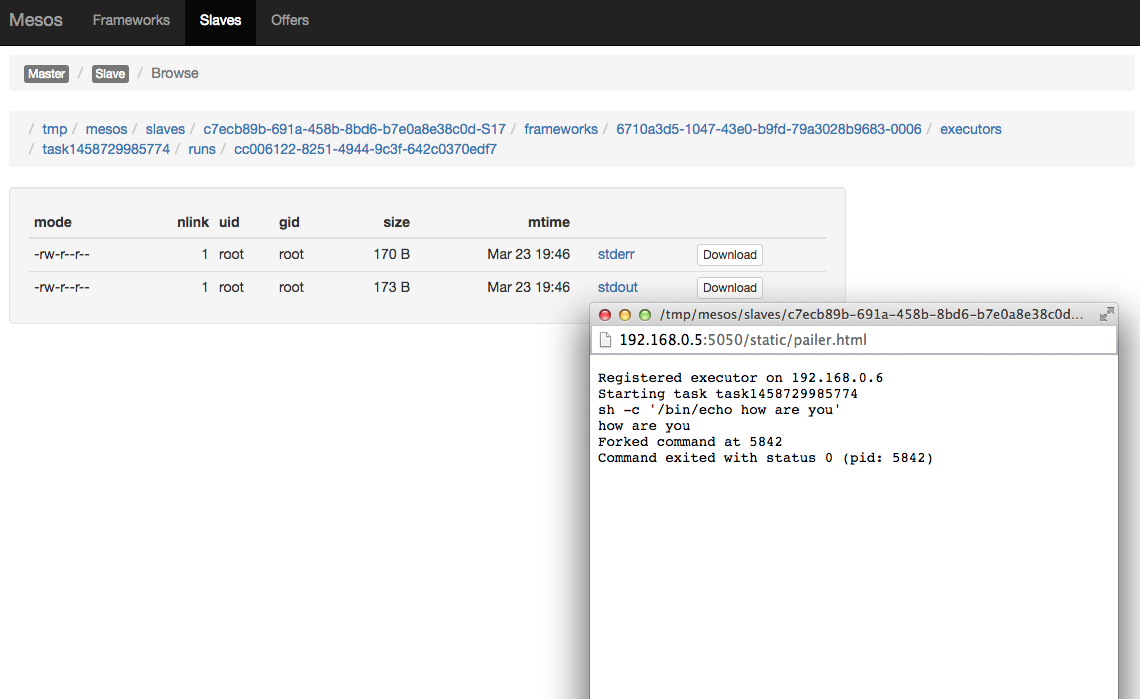 Mesos Frameworks Slaves Offers
Master / Slave / Browse
/ tmp / mesos / slaves / c7ecb89b-691a-458b-8bd6-b7e0a8e38c0d-S17 / frameworks / 6710a3d5-1047-43e0-b9fd-79a3028b9683-0006 / executors
/ task1458729985774 / runs / cc006122-8251-4944-9c3f-642c0370edf7
mode nlink uid gid size mtime
-rw-r--r-- 1 root root 170 B Mar 23 19:46 stderr Download
-rw-r--r-- 1 root root 173 B Mar 23 19:46 stdout Download
/tmp/mesos/slaves/c7ecb89b-691a-458b-8bd6-b7e0a8e38c0d...
192.168.0.5:5050/static/pailer.html
Registered executor on 192.168.0.6
Starting task task1458729985774
sh -c '/bin/echo how are you'
how are you
Forked command at 5842
Command exited with status 0 (pid: 5842)